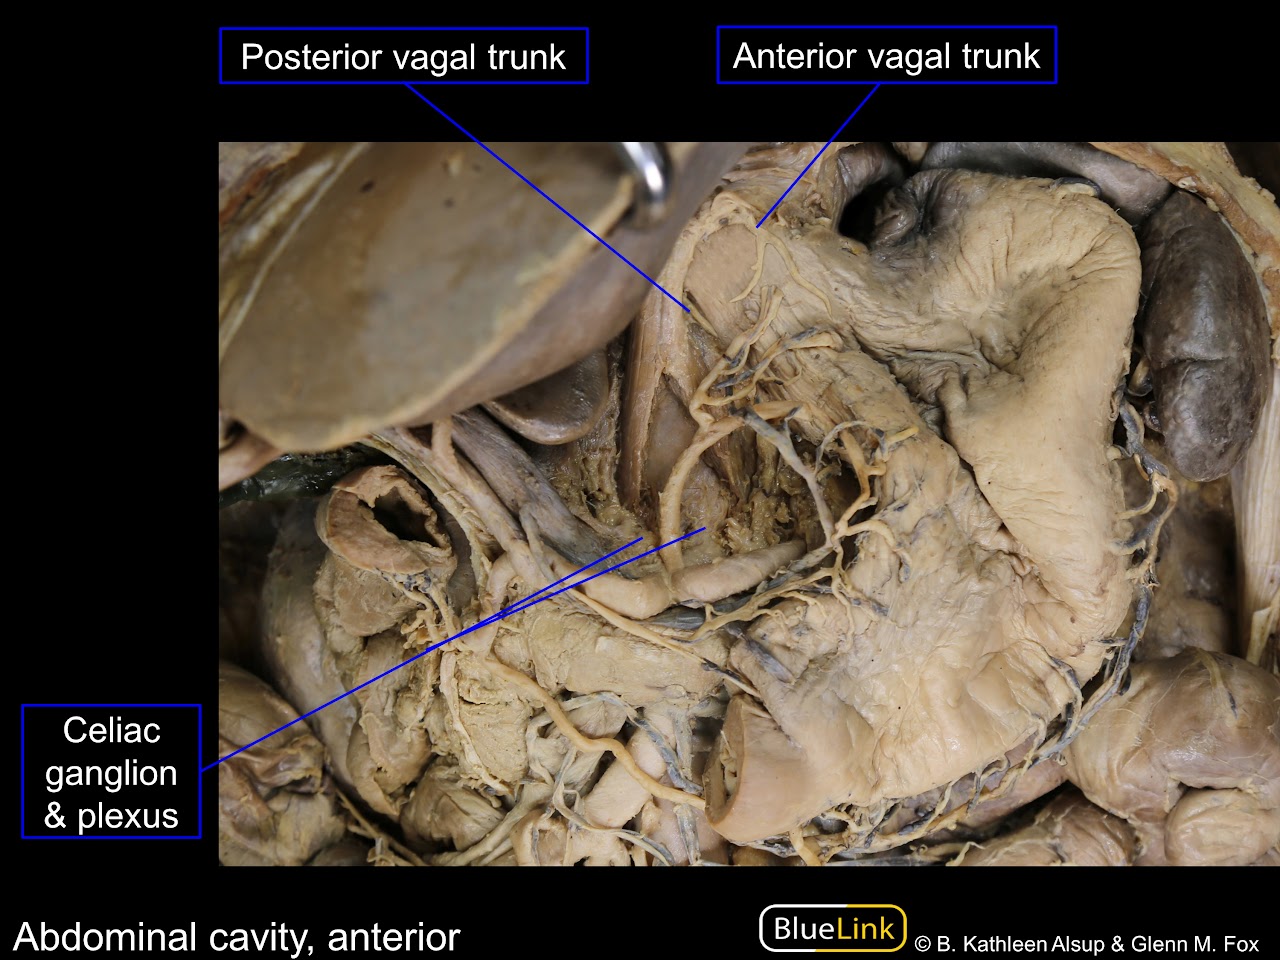 Posterior vagal trunk
Anterior vagal trunk
Celiac
ganglion
& plexus
Abdominal cavity, anterior
BlueLink
© B. Kathleen Alsup & Glenn M. Fox